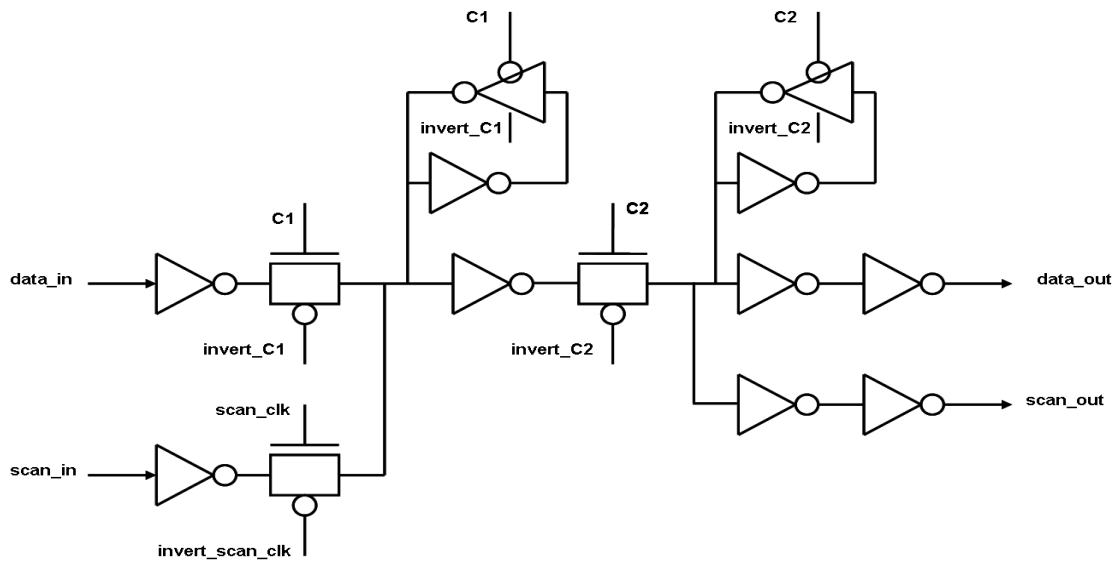 C1
C2
invert_C1
invert_C2
C1
C2
data_in
data_out
invert_C1
invert_C2
scan_clk
scan_out
scan_in
invert_scan_clk